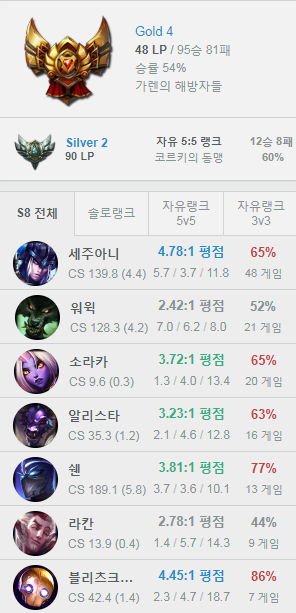 Gold 4
48 LP / 95승 81패
승률 54%
가렌의 해방자들
Silver 2
90 LP
자유 5:5 랭크
코르키의 동맹
12승 8패
60%
S8 전체
솔로랭크
자유랭크
5v5
자유랭크
3v3
세주아니
CS 139.8 (4.4)
4.78:1 평점
5.7 / 3.7 / 11.8
65%
48 게임
워윅
CS 128.3 (4.2)
2.42:1 평점
7.0 / 6.2 / 8.0
52%
21 게임
소라카
CS 9.6 (0.3)
3.72:1 평점
1.3 / 4.0 / 13.4
65%
20 게임
알리스타
CS 35.3 (1.2)
3.23:1 평점
2.1 / 4.6 / 12.8
63%
16 게임
쉔
CS 189.1 (5.8)
3.81:1 평점
3.7 / 3.6 / 10.1
77%
13 게임
라칸
CS 13.9 (0.4)
2.78:1 평점
1.4 / 5.7 / 14.3
44%
9 게임
블리츠크...
CS 42.4 (1.4)
4.45:1 평점
2.3 / 4.7 / 18.7
86%
7 게임